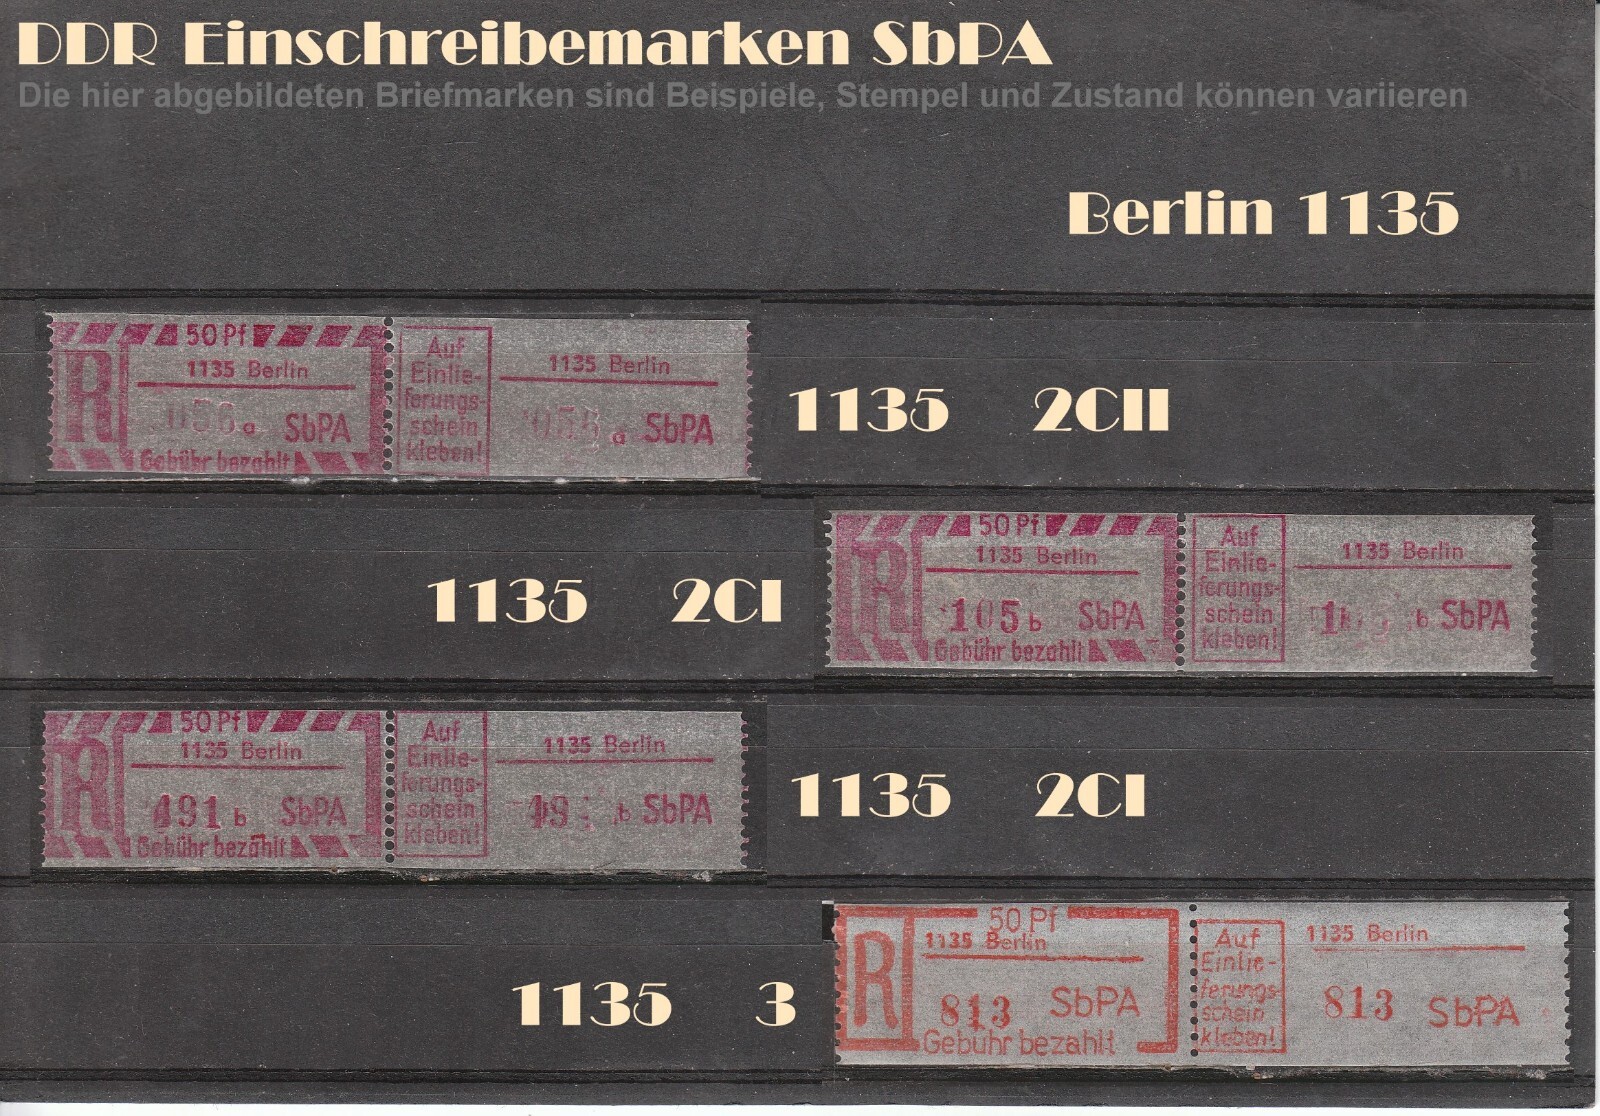 DDR Einschreibemarken SbPA
Die hier abgebildeten Briefmarken sind Beispiele, Stempel und Zustand können variieren
Berlin 1135
50 Pf
R
1135 Berlin
056 a SbPA
Gebühr bezahlt
Auf
Einlie-
ferungs-
schein
kleben!
1135 Berlin
a SbPA
1135 2CII
1135 2CI
50 Pf
R
1135 Berlin
105 b SbPA
Gebühr bezahlt
Auf
Einlie-
ferungs-
schein
kleben!
1135 Berlin
b SbPA
50 Pf
R
1135 Berlin
491 b SbPA
Gebühr bezahlt
Auf
Einlie-
ferungs-
schein
kleben!
1135 Berlin
b SbPA
1135 2CI
1135 3
50 Pf
R
1135 Berlin
813 SbPA
Gebühr bezahlt
Auf
Einlie-
ferungs-
schein
kleben!
1135 Berlin
813 SbPA